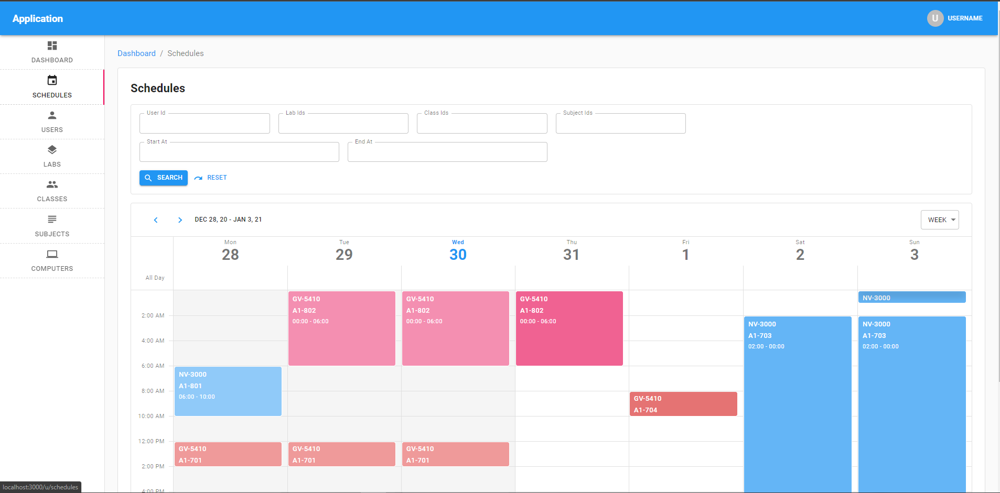 Application
U USERNAME
DASHBOARD
SCHEDULES
USERS
LABS
CLASSES
SUBJECTS
COMPUTERS
Dashboard / Schedules
Schedules
User Id Lab Ids Class Ids Subject Ids
Start At End At
SEARCH RESET
DEC 28, 20 - JAN 3, 21 WEEK
Mon Tue Wed Thu Fri Sat Sun
28 29 30 31 1 2 3
All Day
2:00 AM
4:00 AM
6:00 AM
8:00 AM
10:00 AM
12:00 PM
2:00 PM
4:00 PM
NV-3000
A1-801
06:00 - 10:00
GV-5410
A1-701
GV-5410
A1-802
00:00 - 06:00
GV-5410
A1-701
GV-5410
A1-802
00:00 - 06:00
GV-5410
A1-701
GV-5410
A1-802
00:00 - 06:00
GV-5410
A1-704
NV-3000
A1-703
02:00 - 00:00
NV-3000
NV-3000
A1-703
02:00 - 00:00
localhost:3000/u/schedules